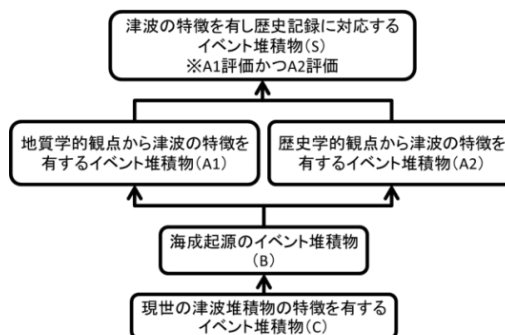 津波の特徴を有し歴史記録に対応する
イベント堆積物(S)
※A1評価かつA2評価
地質学的観点から津波の特徴を
有するイベント堆積物(A1)
歴史学的観点から津波の特徴を
有するイベント堆積物(A2)
海成起源のイベント堆積物
(B)
現世の津波堆積物の特徴を有する
イベント堆積物(C)